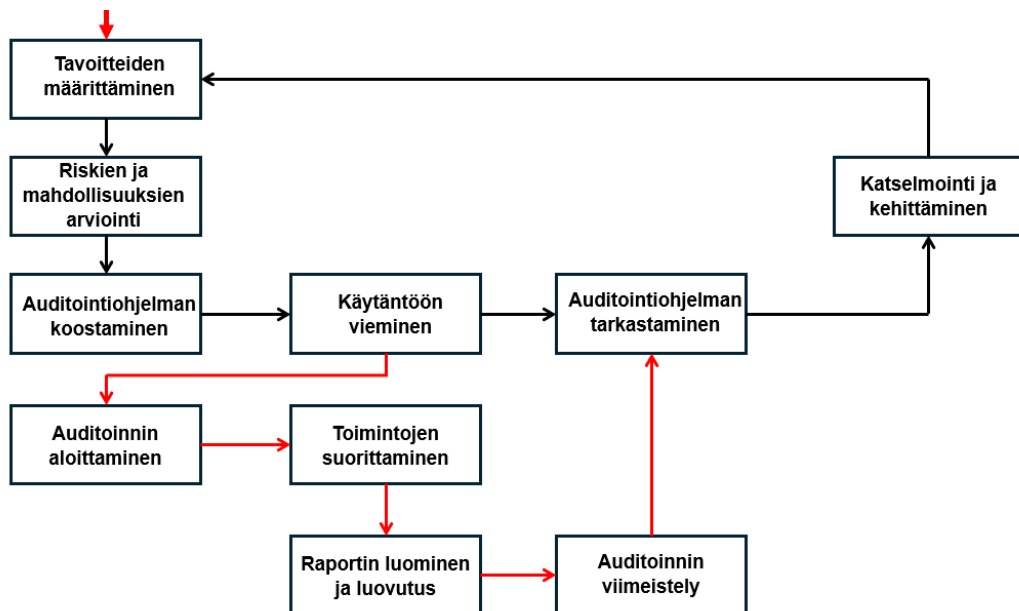 Tavoitteiden
määrittäminen
Riskien ja
mahdollisuuksien
arviointi
Katselmointi ja
kehittäminen
Auditointiohjelman
koostaminen
Käytäntöön
vieminen
Auditointiohjelman
tarkastaminen
Auditoinnin
aloittaminen
Toimintojen
suorittaminen
Raportin luominen
ja luovutus
Auditoinnin
viimeistely